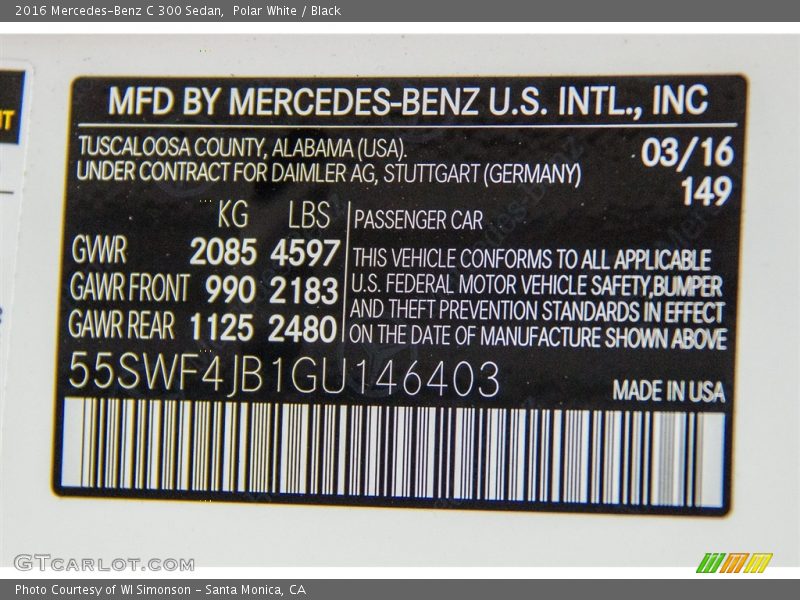 2016 Mercedes-Benz C 300 Sedan, Polar White / Black
MFD BY MERCEDES-BENZ U.S. INTL., INC
TUSCALOOSA COUNTY, ALABAMA (USA).
UNDER CONTRACT FOR DAIMLER AG, STUTTGART (GERMANY)
03/16
149
KG LBS
GVWR 2085 4597
GAWR FRONT 990 2183
GAWR REAR 1125 2480
PASSENGER CAR
THIS VEHICLE CONFORMS TO ALL APPLICABLE
U.S. FEDERAL MOTOR VEHICLE SAFETY,BUMPER
AND THEFT PREVENTION STANDARDS IN EFFECT
ON THE DATE OF MANUFACTURE SHOWN ABOVE
55SWF4JB1GU146403
MADE IN USA
GTCARLOT.COM
Photo Courtesy of WI Simonson - Santa Monica, CA